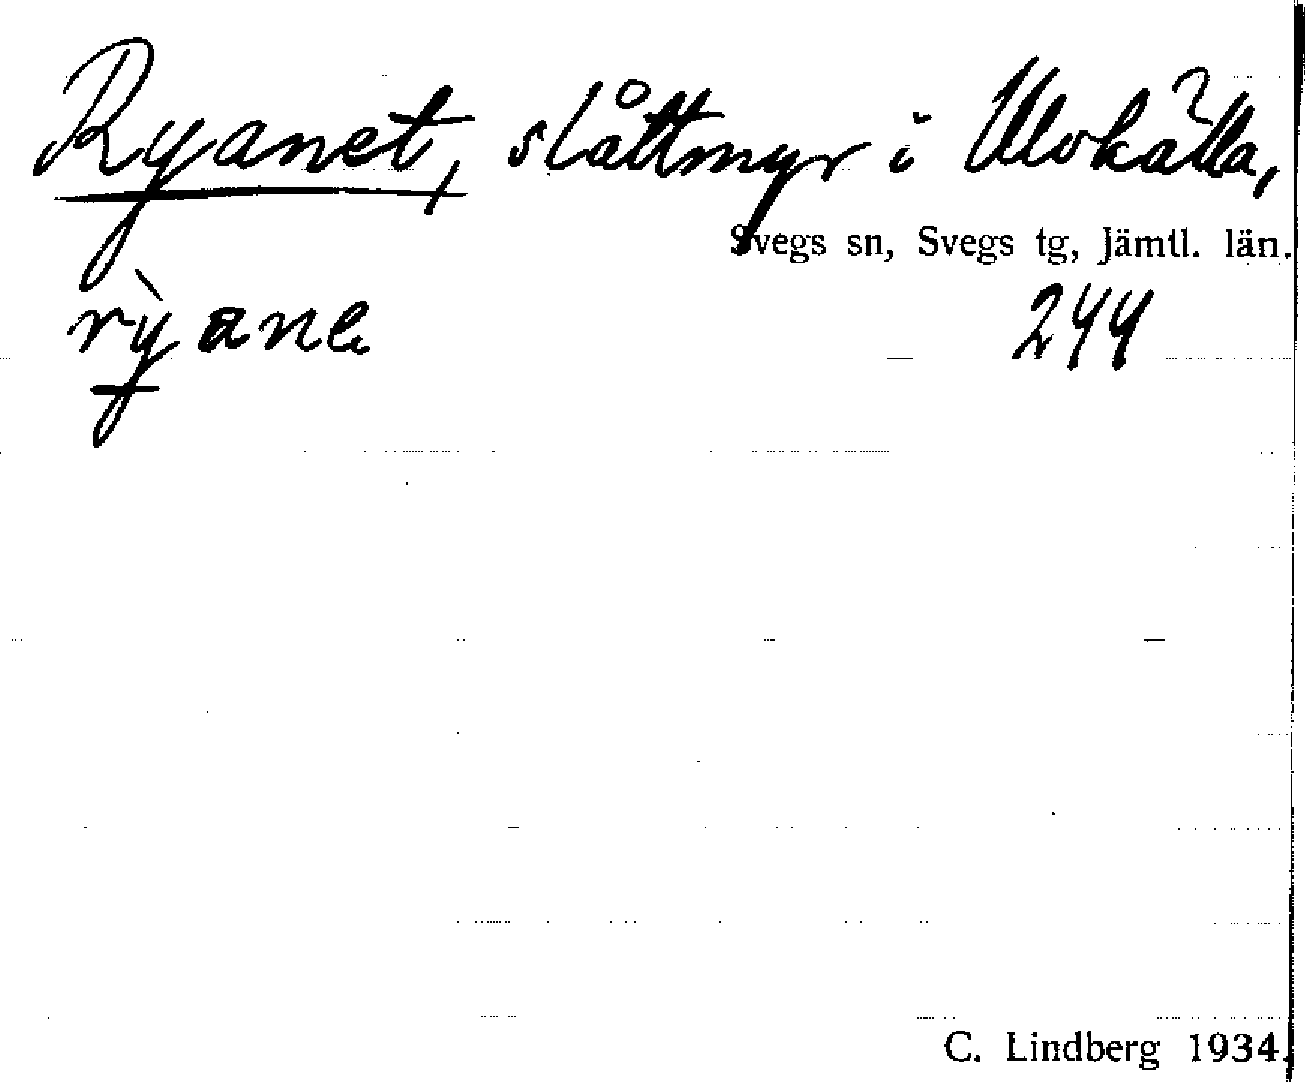 Ryanet, slåttmyr i Ulvkälla,
Svegs sn, Svegs tg, Jämtl. län.
rỳane 244
C. Lindberg 1934.